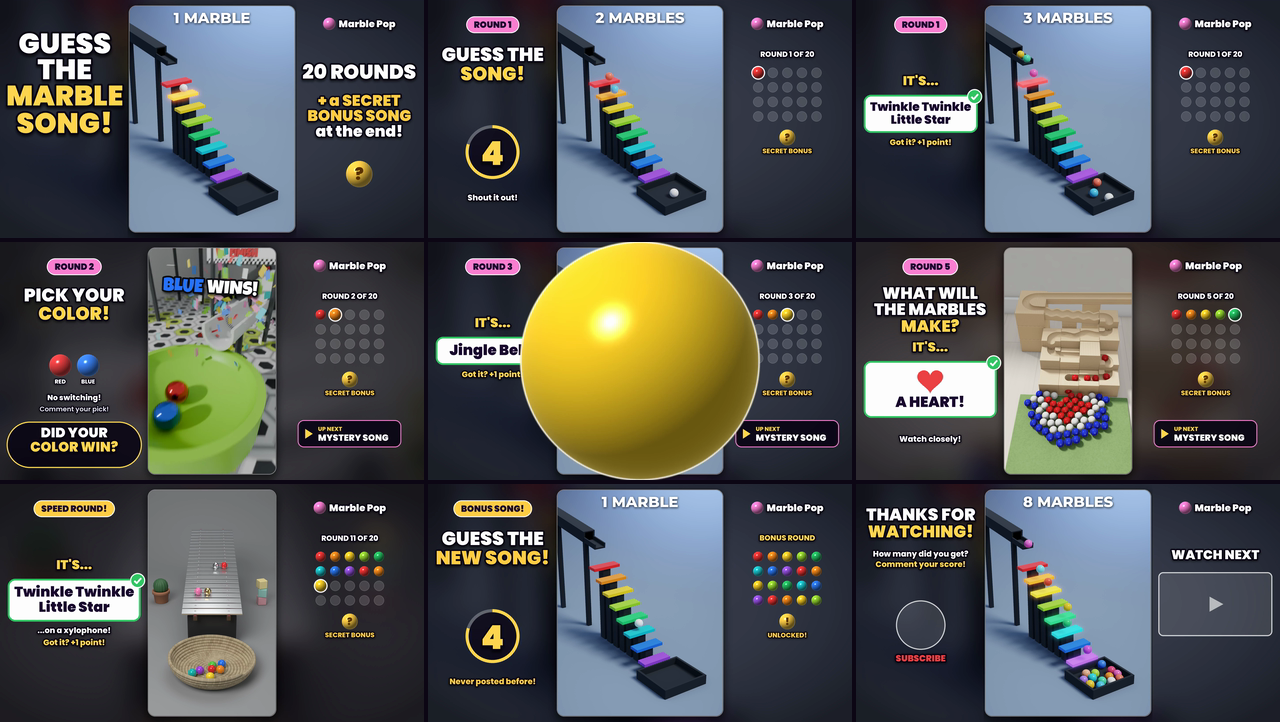 GUESS
THE
MARBLE
SONG!
1 MARBLE
Marble Pop
20 ROUNDS
+ a SECRET
BONUS SONG
at the end!
?
ROUND 1
GUESS THE
SONG!
4
Shout it out!
2 MARBLES
Marble Pop
ROUND 1 OF 20
?
SECRET BONUS
ROUND 1
IT'S...
Twinkle Twinkle
Little Star
Got it? +1 point!
3 MARBLES
Marble Pop
ROUND 1 OF 20
?
SECRET BONUS
ROUND 2
PICK YOUR
COLOR!
RED
BLUE
No switching!
Comment your pick!
DID YOUR
COLOR WIN?
BLUE WINS!
Marble Pop
ROUND 2 OF 20
?
SECRET BONUS
UP NEXT
MYSTERY SONG
ROUND 3
IT'S...
Jingle Bel
Got it? +1 point
Marble Pop
ROUND 3 OF 20
?
SECRET BONUS
UP NEXT
MYSTERY SONG
ROUND 5
WHAT WILL
THE MARBLES
MAKE?
IT'S...
A HEART!
Watch closely!
Marble Pop
ROUND 5 OF 20
?
SECRET BONUS
UP NEXT
MYSTERY SONG
SPEED ROUND!
IT'S...
Twinkle Twinkle
Little Star
...on a xylophone!
Got it? +1 point!
Marble Pop
ROUND 11 OF 20
?
SECRET BONUS
BONUS SONG!
GUESS THE
NEW SONG!
4
Never posted before!
1 MARBLE
Marble Pop
BONUS ROUND
!
UNLOCKED!
THANKS FOR
WATCHING!
How many did you get?
Comment your score!
SUBSCRIBE
8 MARBLES
Marble Pop
WATCH NEXT